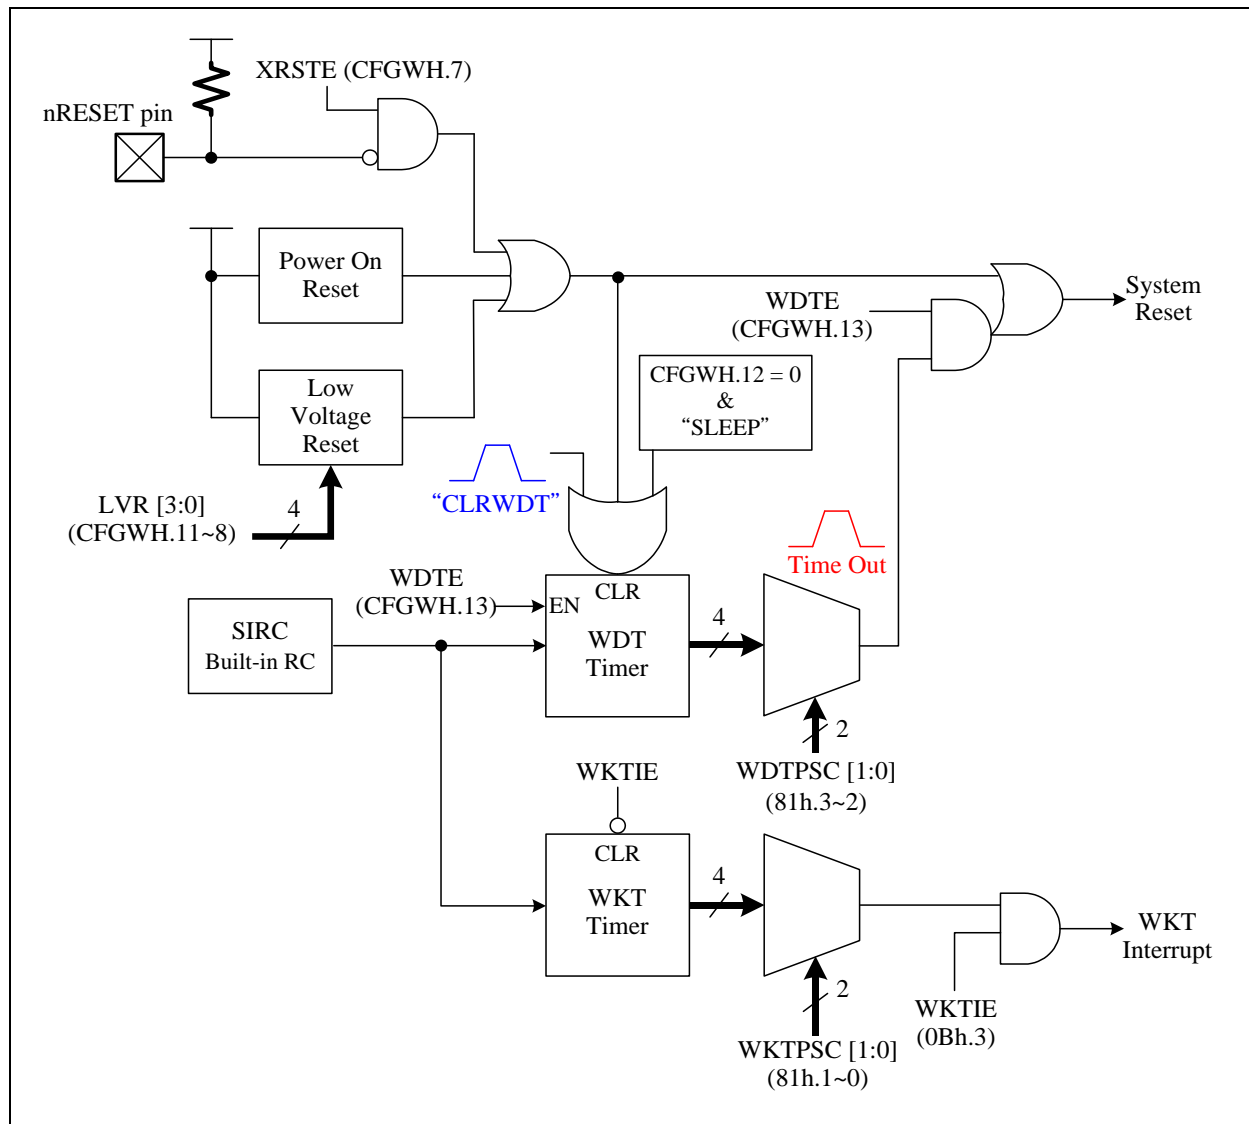 XRSTE (CFGWH.7)
nRESET pin
Power On
Reset
WDTE
(CFGWH.13)
System
Reset
Low
Voltage
Reset
CFGWH.12 = 0
&
“SLEEP”
“CLRWDT”
LVR [3:0]
(CFGWH.11~8)
4
Time Out
WDTE
(CFGWH.13)
EN
CLR
WDT
Timer
4
SIRC
Built-in RC
2
WDTPSC [1:0]
(81h.3~2)
WKTIE
CLR
WKT
Timer
4
WKT
Interrupt
2
WKTIE
(0Bh.3)
WKTPSC [1:0]
(81h.1~0)